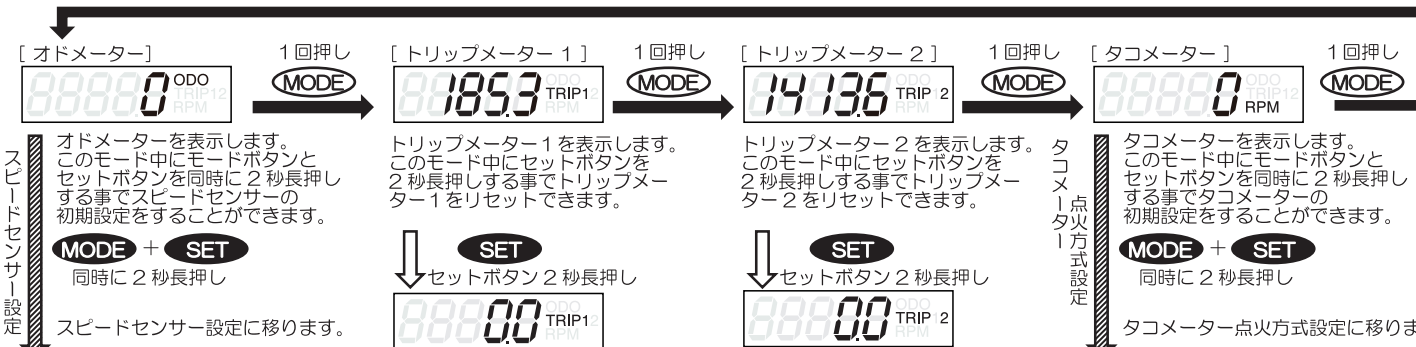 [ オドメーター]
0 ODO
TRIP12
RPM
1回押し
MODE
スピードセンサー設定
オドメーターを表示します。
このモード中にモードボタンと
セットボタンを同時に2秒長押し
する事でスピードセンサーの
初期設定をすることができます。
MODE + SET
同時に2秒長押し
スピードセンサー設定に移ります。
[ トリップメーター 1 ]
185.3 ODO
TRIP12
RPM
1回押し
MODE
トリップメーター1を表示します。
このモード中にセットボタンを
2秒長押しする事でトリップメー
ター1をリセットできます。
SET
セットボタン2秒長押し
0.0 ODO
TRIP12
RPM
[ トリップメーター 2 ]
1413.6 ODO
TRIP12
RPM
1回押し
MODE
トリップメーター2を表示します。
このモード中にセットボタンを
2秒長押しする事でトリップメー
ター2をリセットできます。
SET
セットボタン2秒長押し
0.0 ODO
TRIP12
RPM
[ タコメーター ]
0 ODO
TRIP12
RPM
1回押し
MODE
タコメーター
点火方式設定
タコメーターを表示します。
このモード中にモードボタンと
セットボタンを同時に2秒長押し
する事でタコメーターの
初期設定をすることができます。
MODE + SET
同時に2秒長押し
タコメーター点火方式設定に移りま